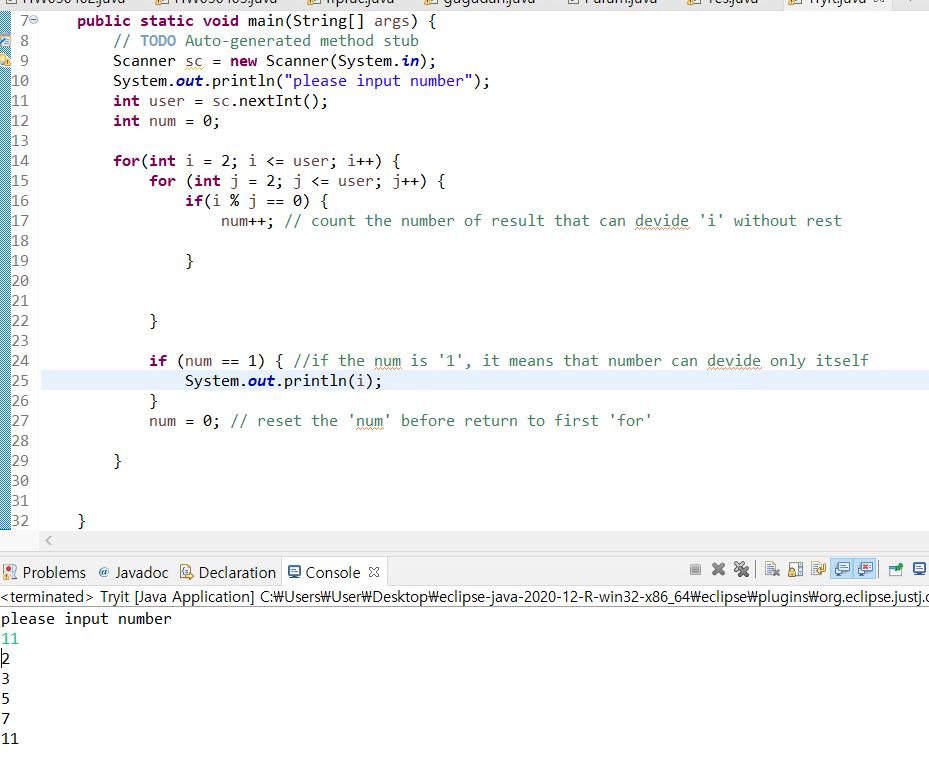 7 public static void main(String[] args) {
8 // TODO Auto-generated method stub
9 Scanner sc = new Scanner(System.in);
10 System.out.println("please input number");
11 int user = sc.nextInt();
12 int num = 0;
13
14 for(int i = 2; i <= user; i++) {
15 for (int j = 2; j <= user; j++) {
16 if(i % j == 0) {
17 num++; // count the number of result that can devide 'i' without rest
18
19 }
20
21
22 }
23
24 if (num == 1) { //if the num is '1', it means that number can devide only itself
25 System.out.println(i);
26 }
27 num = 0; // reset the 'num' before return to first 'for'
28
29 }
30
31
32 }
Problems @ Javadoc Declaration Console
<terminated> Tryit [Java Application] C:₩Users₩User₩Desktop₩eclipse-java-2020-12-R-win32-x86_64₩eclipse₩plugins₩org.eclipse.justj.
please input number
11
2
3
5
7
11